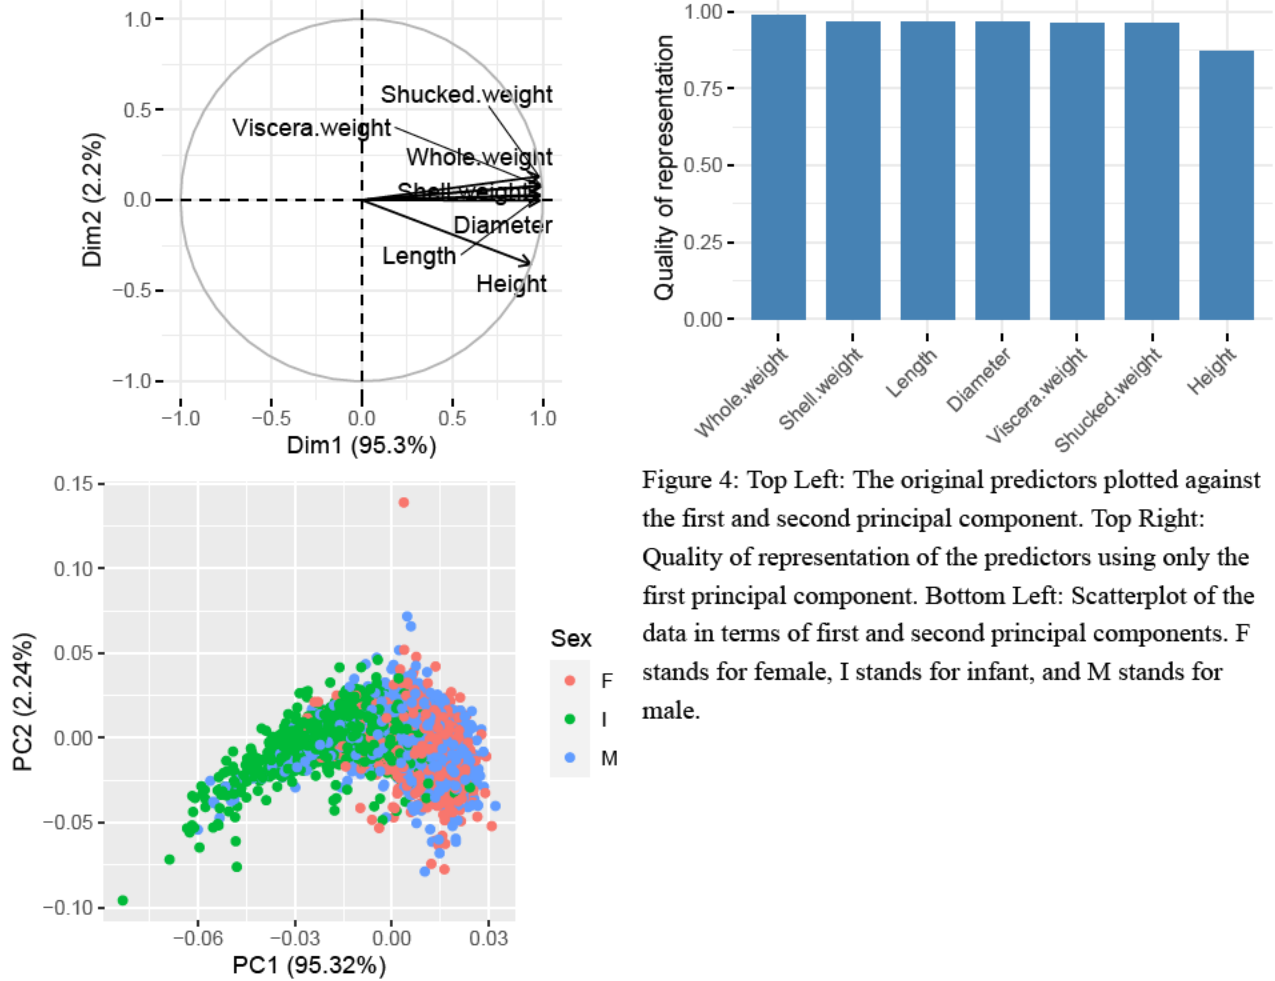 1.0
0.5
0.0
−0.5
−1.0
Dim2 (2.2%)
Shucked.weight
Viscera.weight
Whole.weight
Shell.weight
Diameter
Length
Height
−1.0 −0.5 0.0 0.5 1.0
Dim1 (95.3%)
Quality of representation
1.00
0.75
0.50
0.25
0.00
Whole.weight
Shell.weight
Length
Diameter
Viscera.weight
Shucked.weight
Height
0.15
0.10
0.05
0.00
−0.05
−0.10
PC2 (2.24%)
−0.06 −0.03 0.00 0.03
PC1 (95.32%)
Sex
F
I
M
Figure 4: Top Left: The original predictors plotted against
the first and second principal component. Top Right:
Quality of representation of the predictors using only the
first principal component. Bottom Left: Scatterplot of the
data in terms of first and second principal components. F
stands for female, I stands for infant, and M stands for
male.